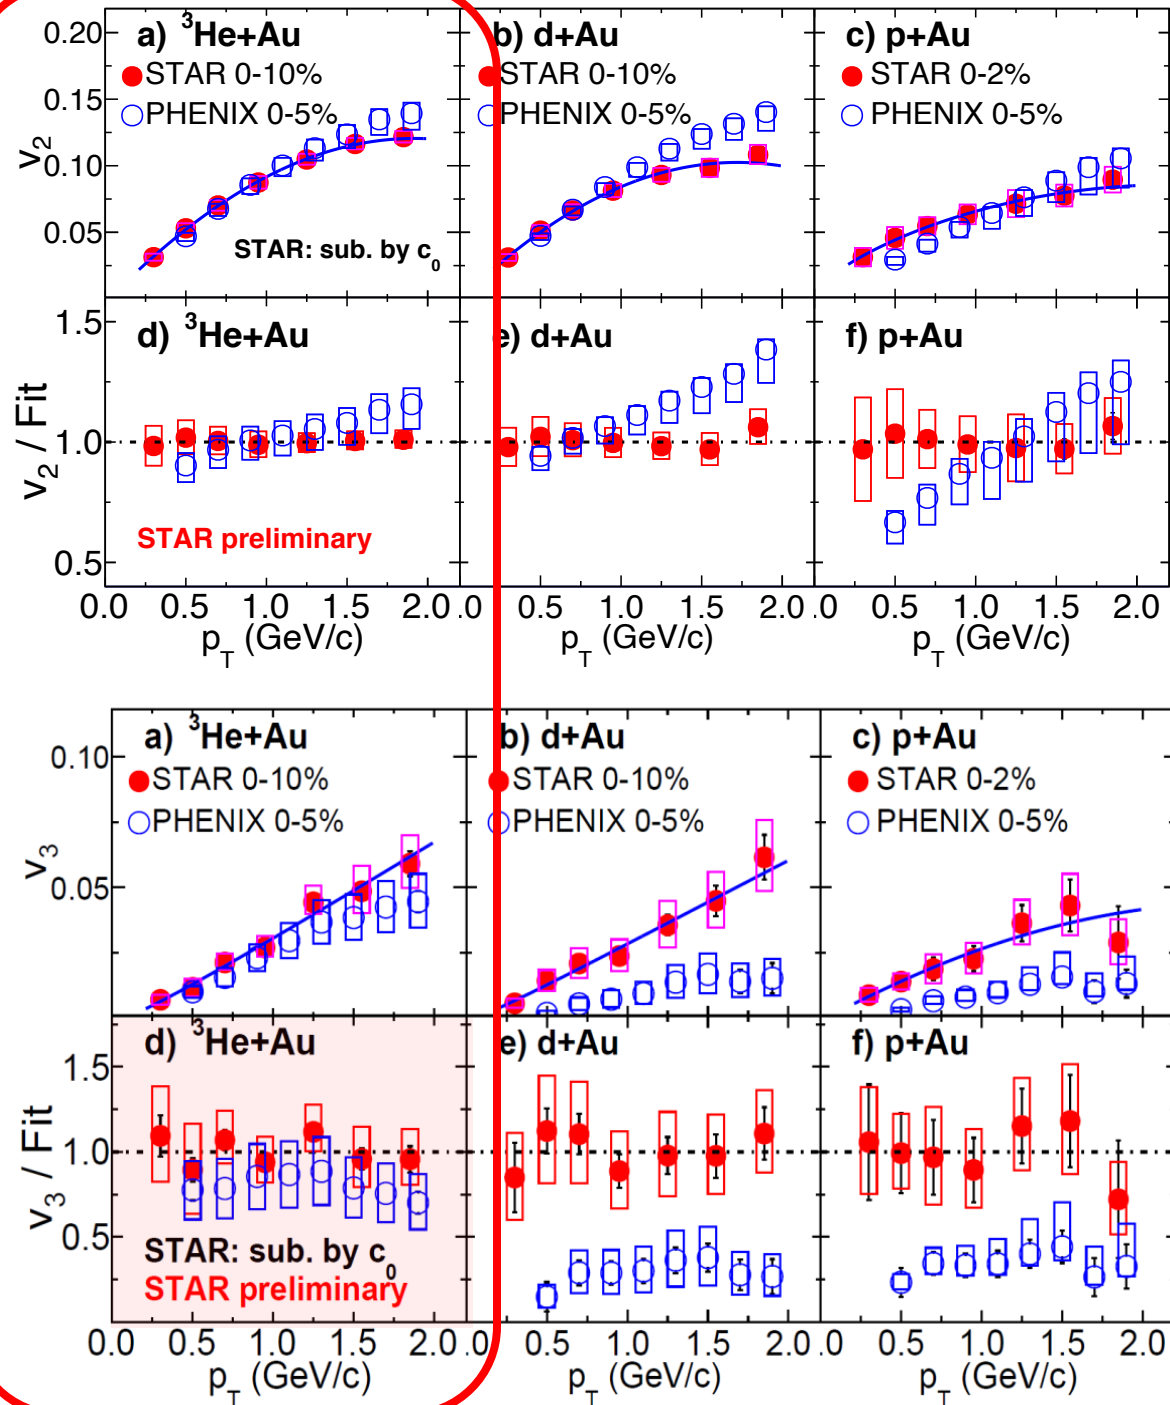 a) ³He+Au b) d+Au c) p+Au
STAR 0-10% STAR 0-10% STAR 0-2%
PHENIX 0-5% PHENIX 0-5% PHENIX 0-5%
0.20
0.15
0.10
0.05
v₂
STAR: sub. by c₀
d) ³He+Au e) d+Au f) p+Au
1.5
1.0
0.5
v₂ / Fit
STAR preliminary
0.0 0.5 1.0 1.5 2.0 .0 0.5 1.0 1.5 2.0 .0 0.5 1.0 1.5 2.0
p_T (GeV/c) p_T (GeV/c) p_T (GeV/c)
a) ³He+Au b) d+Au c) p+Au
STAR 0-10% STAR 0-10% STAR 0-2%
PHENIX 0-5% PHENIX 0-5% PHENIX 0-5%
0.10
0.05
v₃
d) ³He+Au e) d+Au f) p+Au
1.5
1.0
0.5
v₃ / Fit
STAR: sub. by c₀
STAR preliminary
0.0 0.5 1.0 1.5 2.0 .0 0.5 1.0 1.5 2.0 .0 0.5 1.0 1.5 2.0
p_T (GeV/c) p_T (GeV/c) p_T (GeV/c)